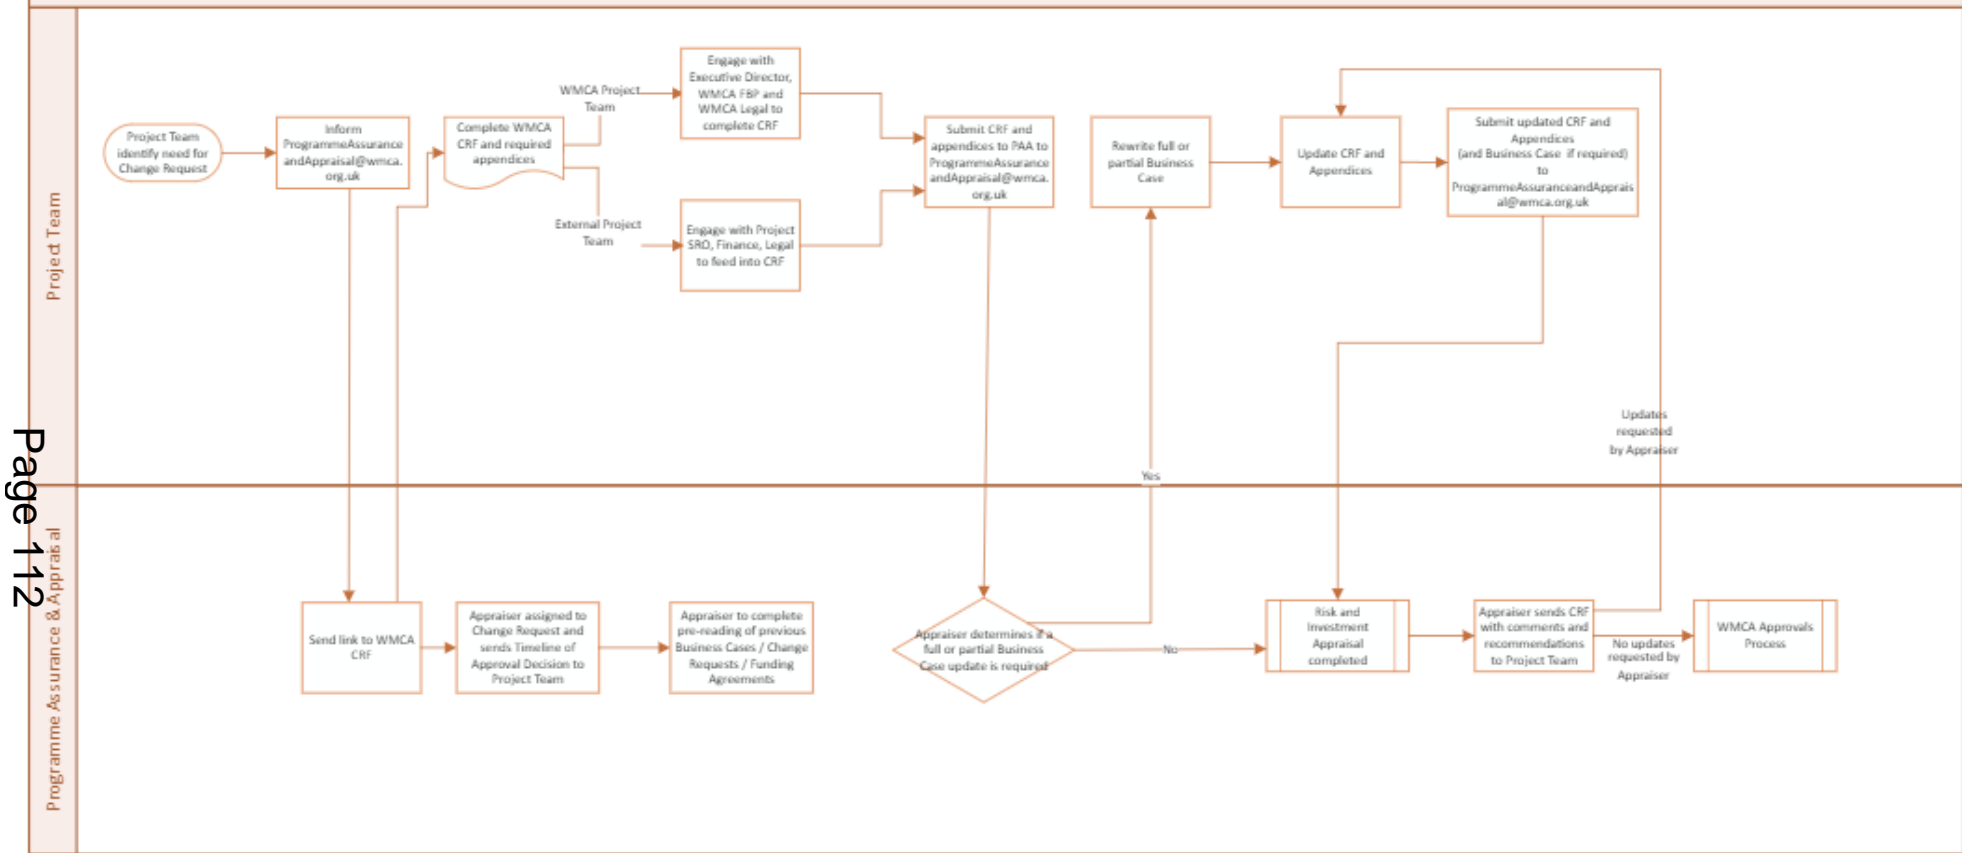 Project Team
Project Team
identify need for
Change Request
Inform
ProgrammeAssurance
andAppraisal@wmca.
org.uk
Complete WMCA
CRF and required
appendices
WMCA Project
Team
External Project
Team
Engage with
Executive Director,
WMCA FBP and
WMCA Legal to
complete CRF
Engage with Project
SRO, Finance, Legal
to feed into CRF
Submit CRF and
appendices to PAA to
ProgrammeAssurance
andAppraisal@wmca.
org.uk
Rewrite full or
partial Business
Case
Update CRF and
Appendices
Submit updated CRF and
Appendices
(and Business Case if required)
to
ProgrammeAssuranceandApprais
al@wmca.org.uk
Updates
requested
by Appraiser
Yes
Page 112
Programme Assurance & Appraisal
Send link to WMCA
CRF
Appraiser assigned to
Change Request and
sends Timeline of
Approval Decision to
Project Team
Appraiser to complete
pre-reading of previous
Business Cases / Change
Requests / Funding
Agreements
Appraiser determines if a
full or partial Business
Case update is required
No
Risk and
Investment
Appraisal
completed
Appraiser sends CRF
with comments and
recommendations
to Project Team
No updates
requested by
Appraiser
WMCA Approvals
Process